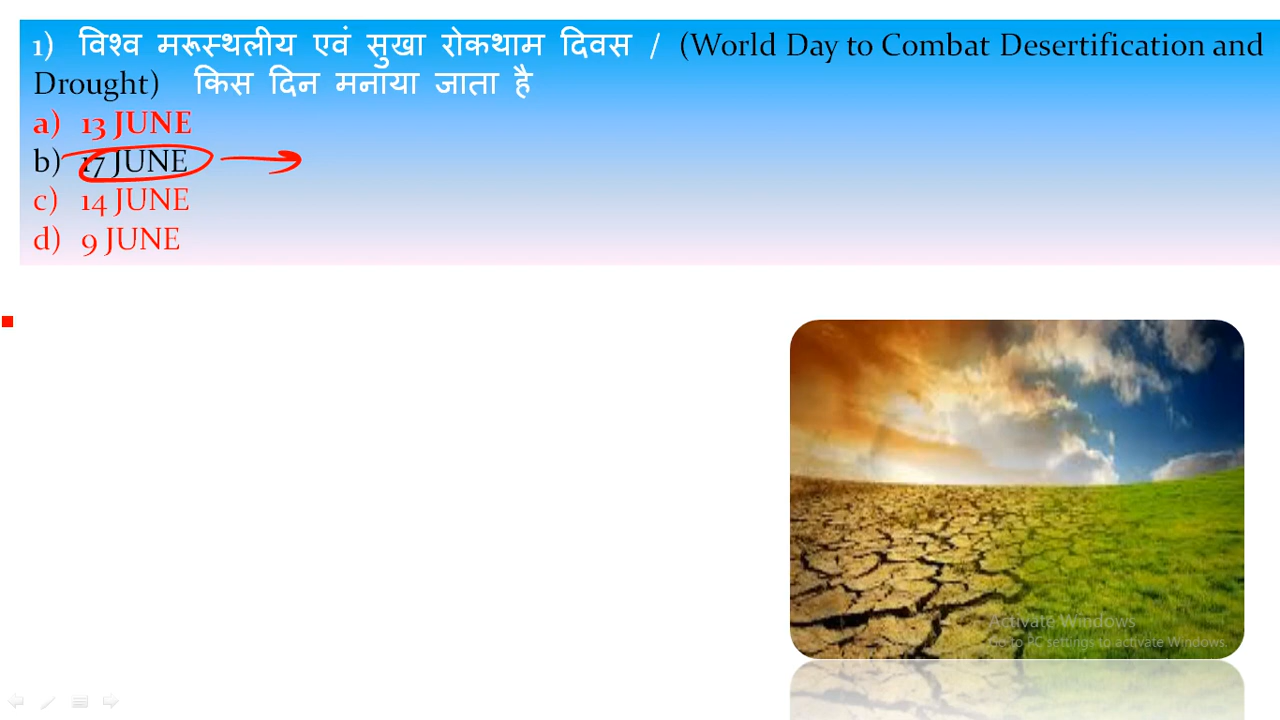 1) विश्व मरूस्थलीय एवं सुखा रोकथाम दिवस / (World Day to Combat Desertification and
Drought) किस दिन मनाया जाता है
a) 13 JUNE
b) 17 JUNE
c) 14 JUNE
d) 9 JUNE
Activate Windows
Go to PC settings to activate Windows.